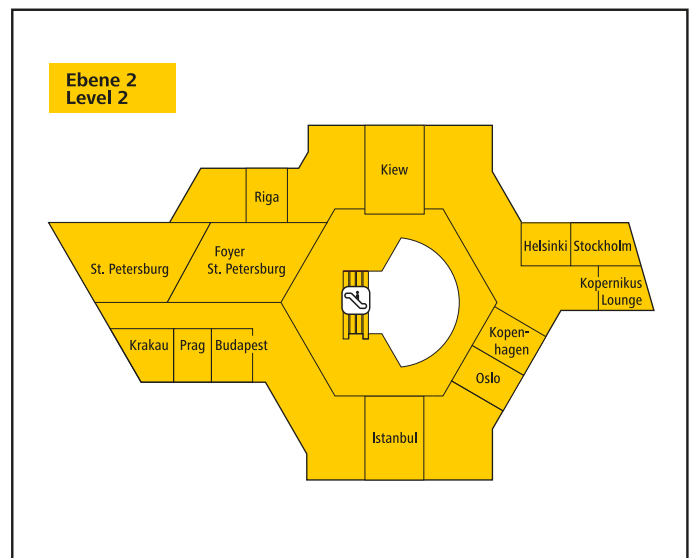 Ebene 2
Level 2
Kiew
Riga
Helsinki
Stockholm
St. Petersburg
Foyer
St. Petersburg
Kopernikus
Lounge
Kopen-
hagen
Krakau
Prag
Budapest
Oslo
Istanbul